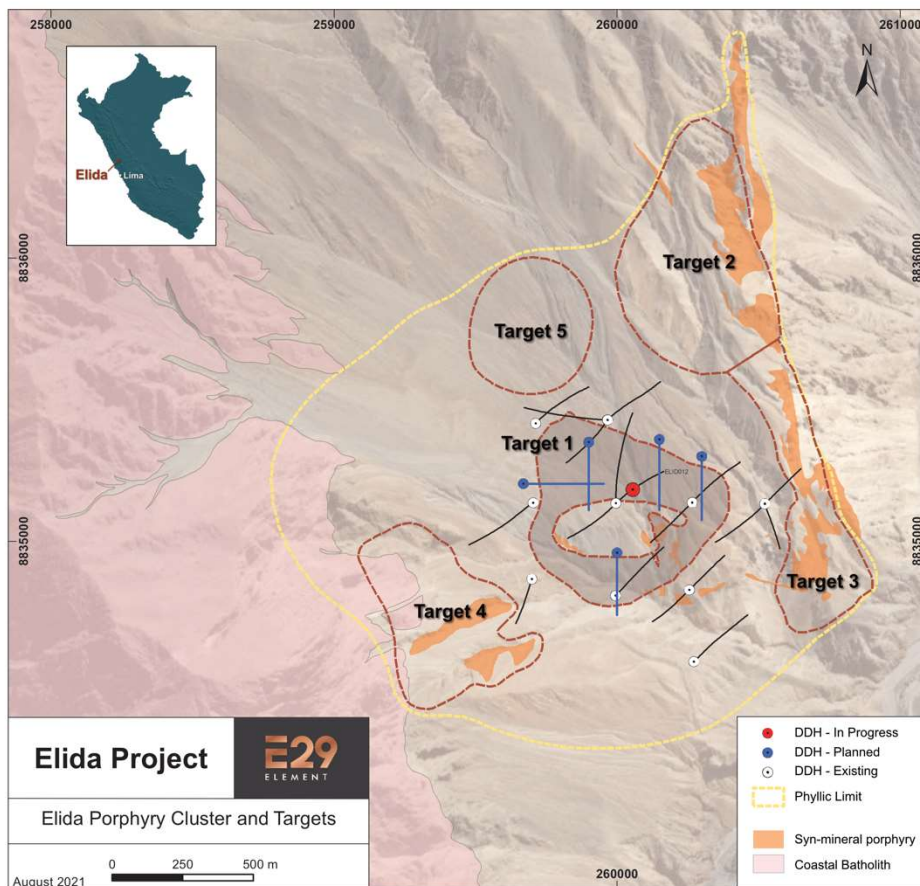 258000
259000
260000
261000
N
Elida
Lima
8836000
8836000
Target 2
Target 5
Target 1
ELID012
8835000
8835000
Target 3
Target 4
Elida Project
E29
ELEMENT
Elida Porphyry Cluster and Targets
0 250 500 m
August 2021
260000
DDH - In Progress
DDH - Planned
DDH - Existing
Phyllic Limit
Syn-mineral porphyry
Coastal Batholith